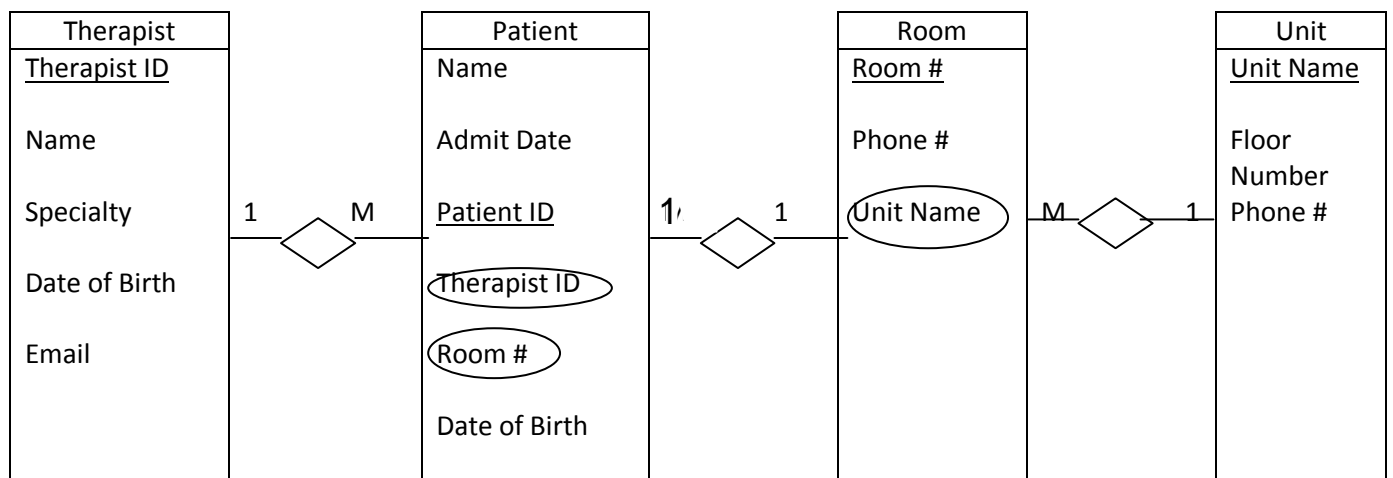 Therapist
Therapist ID
Name
Specialty
Date of Birth
Email
1 M
Patient
Name
Admit Date
Patient ID
Therapist ID
Room #
Date of Birth
1 1
Room
Room #
Phone #
Unit Name
M 1
Unit
Unit Name
Floor
Number
Phone #